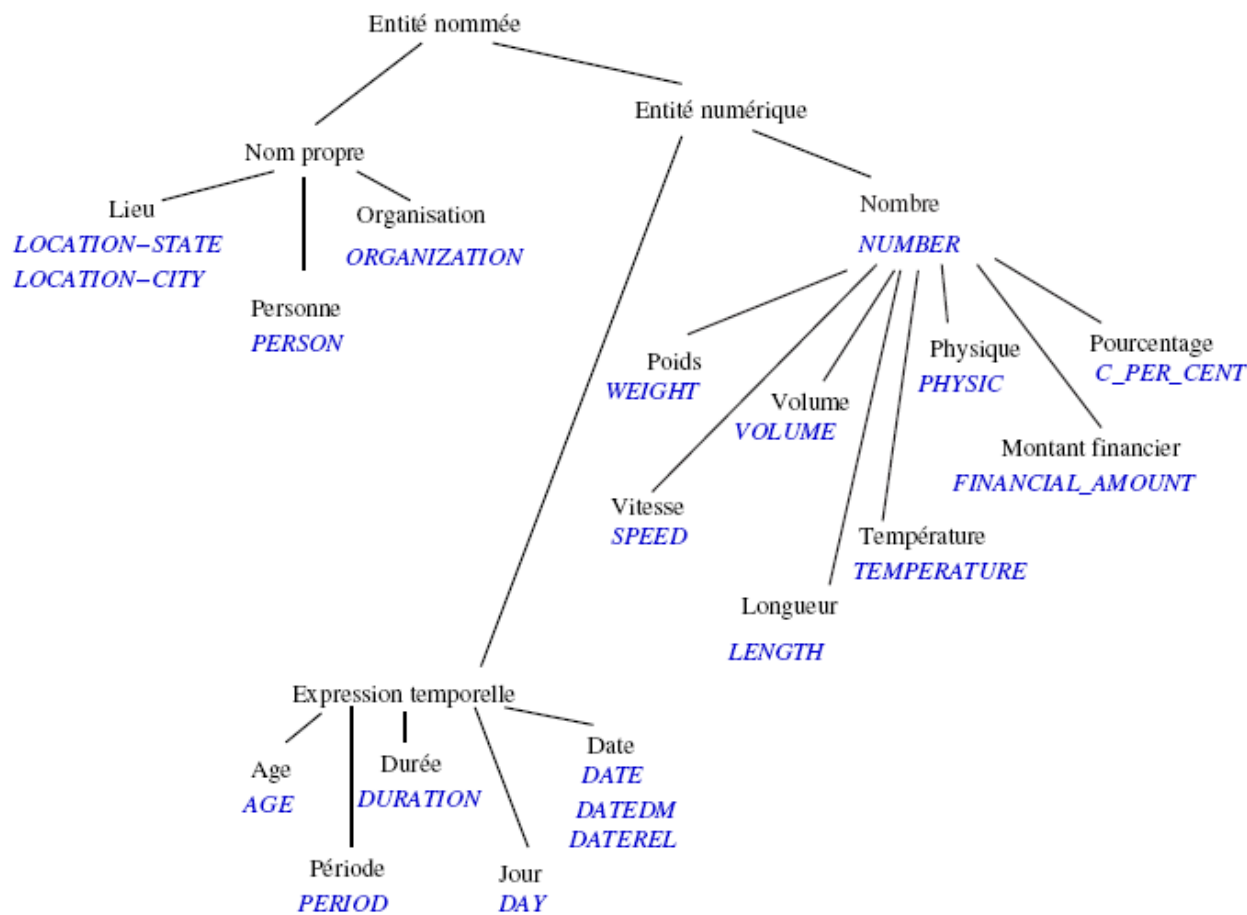 Entité nommée
Entité numérique
Nom propre
Lieu
LOCATION–STATE
LOCATION–CITY
Organisation
ORGANIZATION
Personne
PERSON
Nombre
NUMBER
Poids
WEIGHT
Volume
VOLUME
Physique
PHYSIC
Pourcentage
C_PER_CENT
Montant financier
FINANCIAL_AMOUNT
Vitesse
SPEED
Température
TEMPERATURE
Longueur
LENGTH
Expression temporelle
Age
AGE
Durée
DURATION
Date
DATE
DATEDM
DATEREL
Période
PERIOD
Jour
DAY